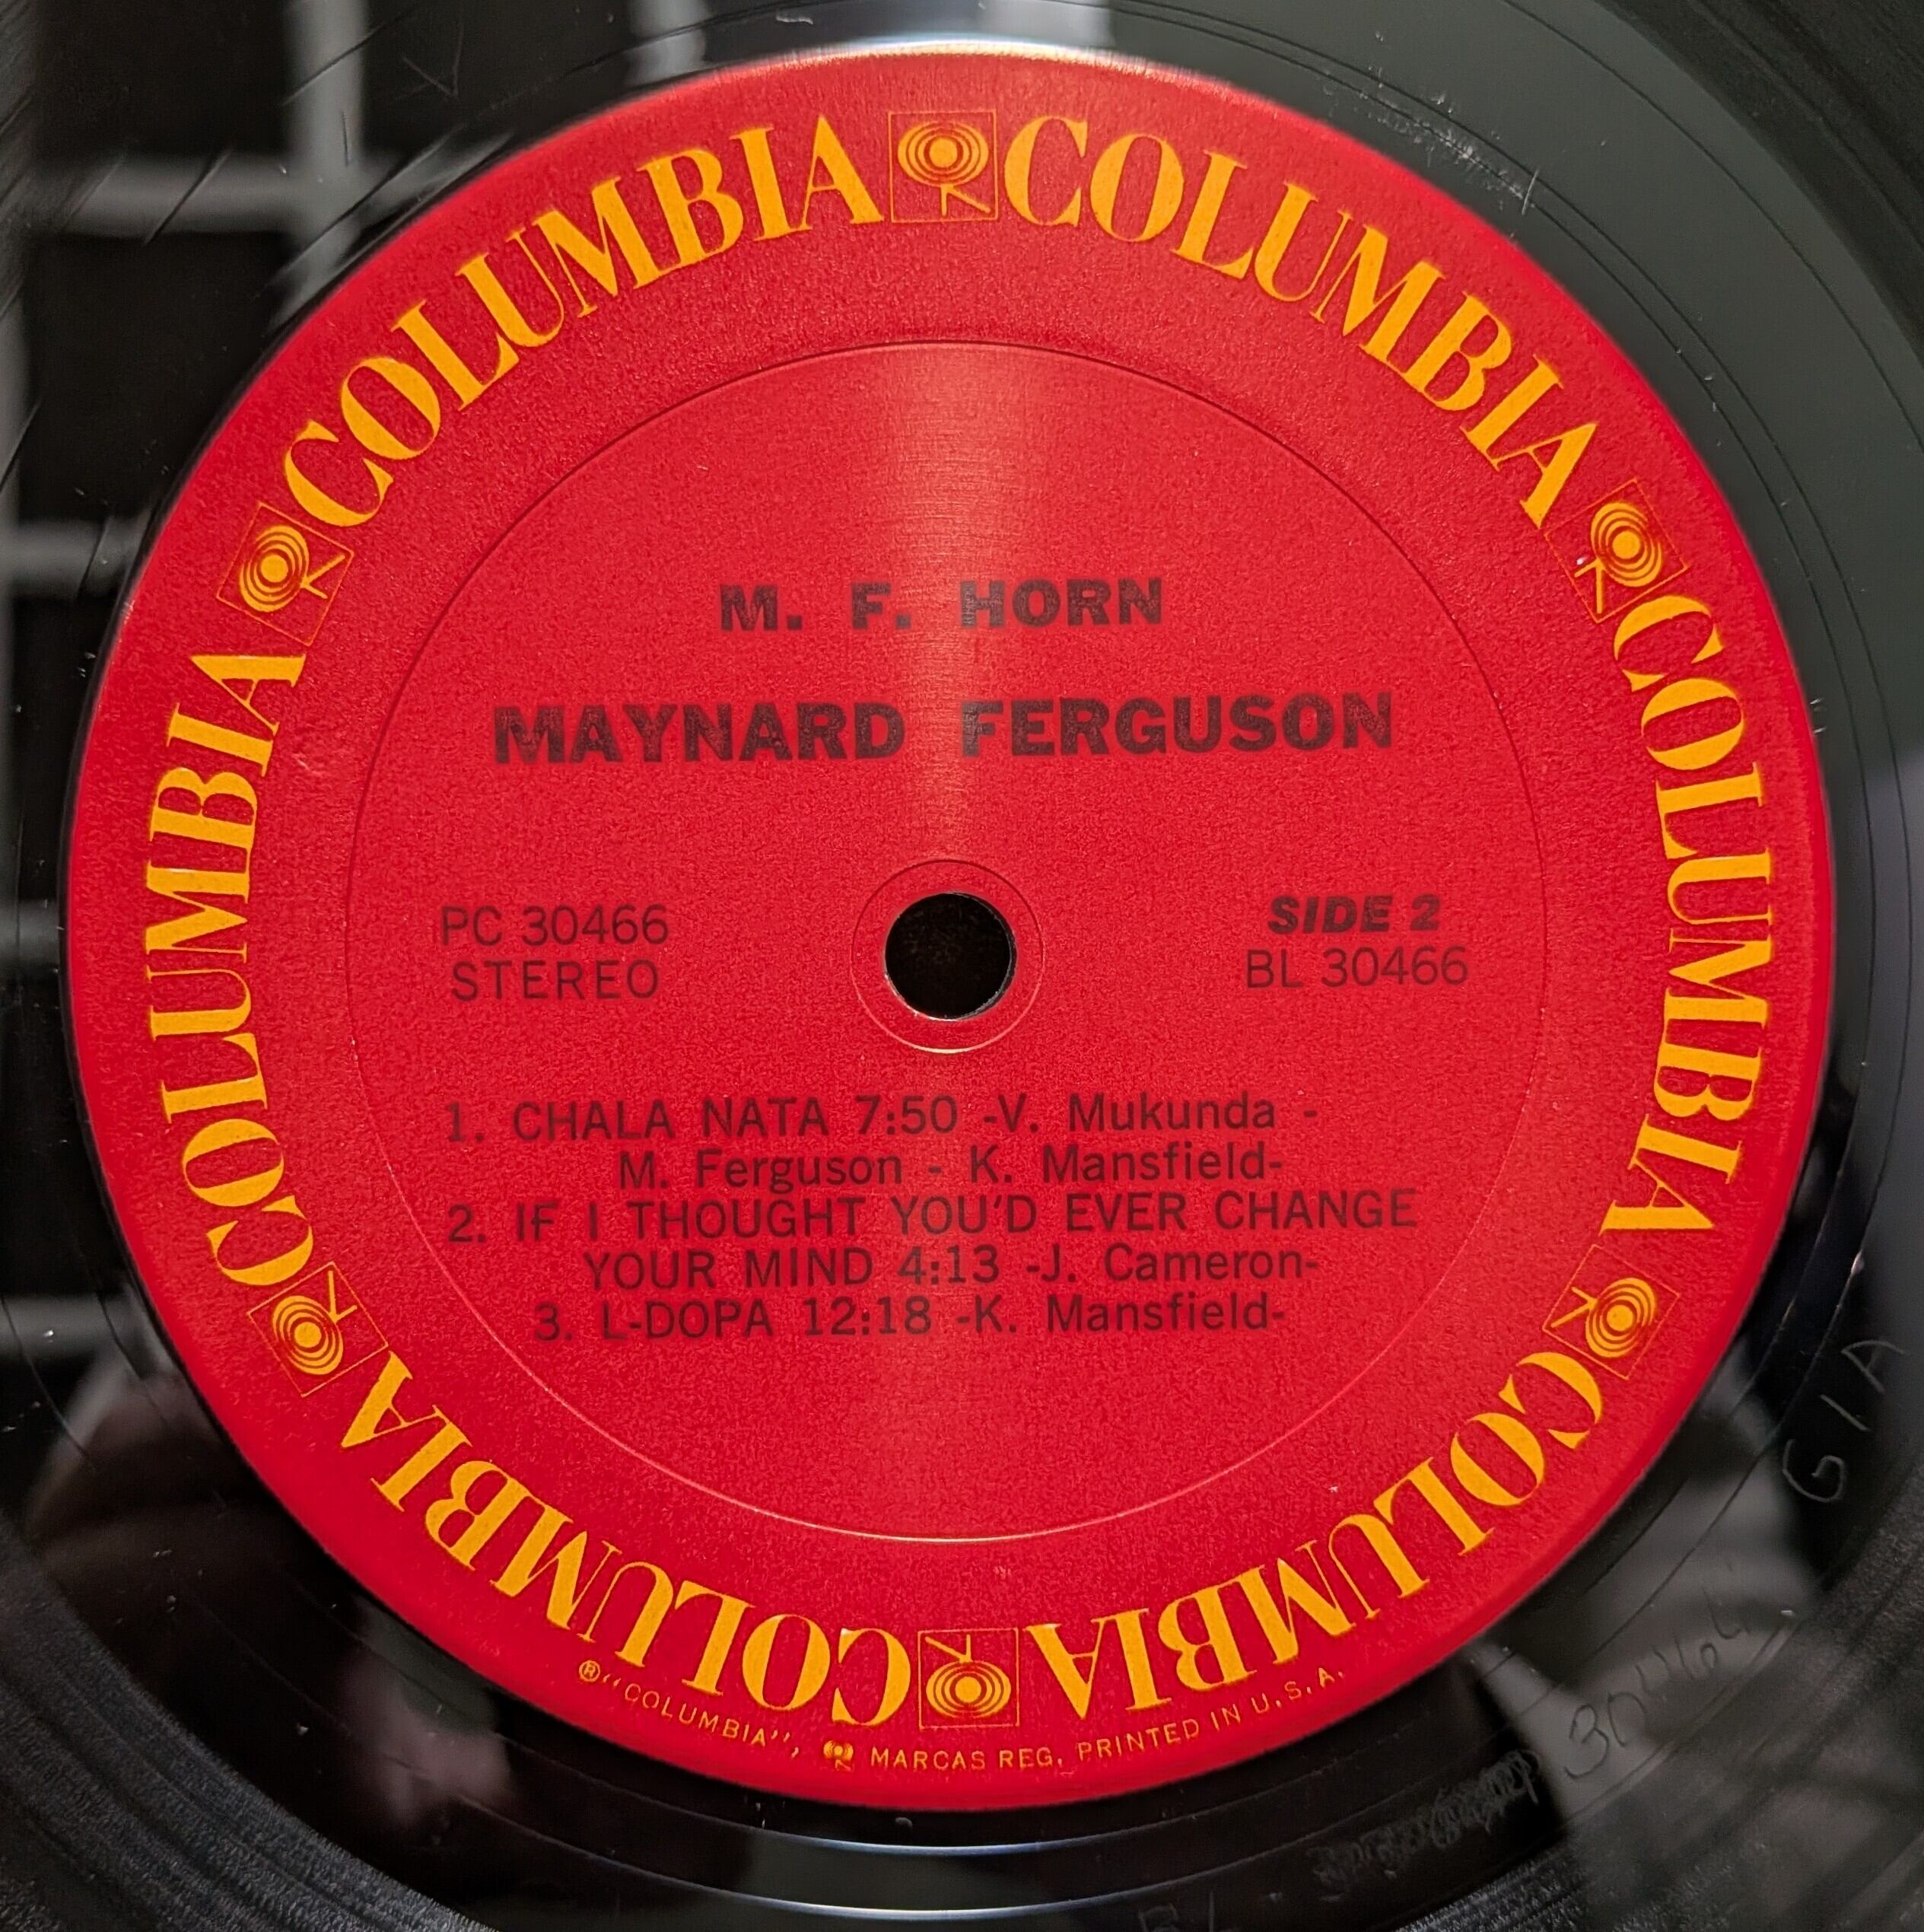 COLUMBIA COLUMBIA COLUMBIA COLUMBIA COLUMBIA COLUMBIA
M. F. HORN
MAYNARD FERGUSON
PC 30466
STEREO
SIDE 2
BL 30466
1. CHALA NATA 7:50 -V. Mukunda -
M. Ferguson - K. Mansfield-
2. IF I THOUGHT YOU'D EVER CHANGE
YOUR MIND 4:13 -J. Cameron-
3. L-DOPA 12:18 -K. Mansfield-
®"COLUMBIA", MARCAS REG. PRINTED IN U.S.A.
G1A